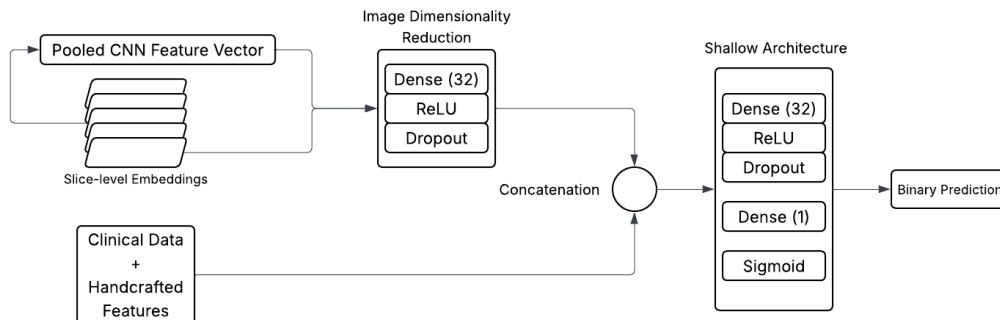 Image Dimensionality
Reduction
Pooled CNN Feature Vector
Dense (32)
ReLU
Dropout
Slice-level Embeddings
Clinical Data
+
Handcrafted
Features
Concatenation
Shallow Architecture
Dense (32)
ReLU
Dropout
Dense (1)
Sigmoid
Binary Prediction